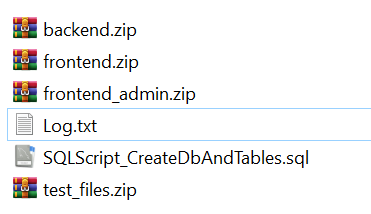 backend.zip
frontend.zip
frontend_admin.zip
Log.txt
SQLScript_CreateDbAndTables.sql
test_files.zip